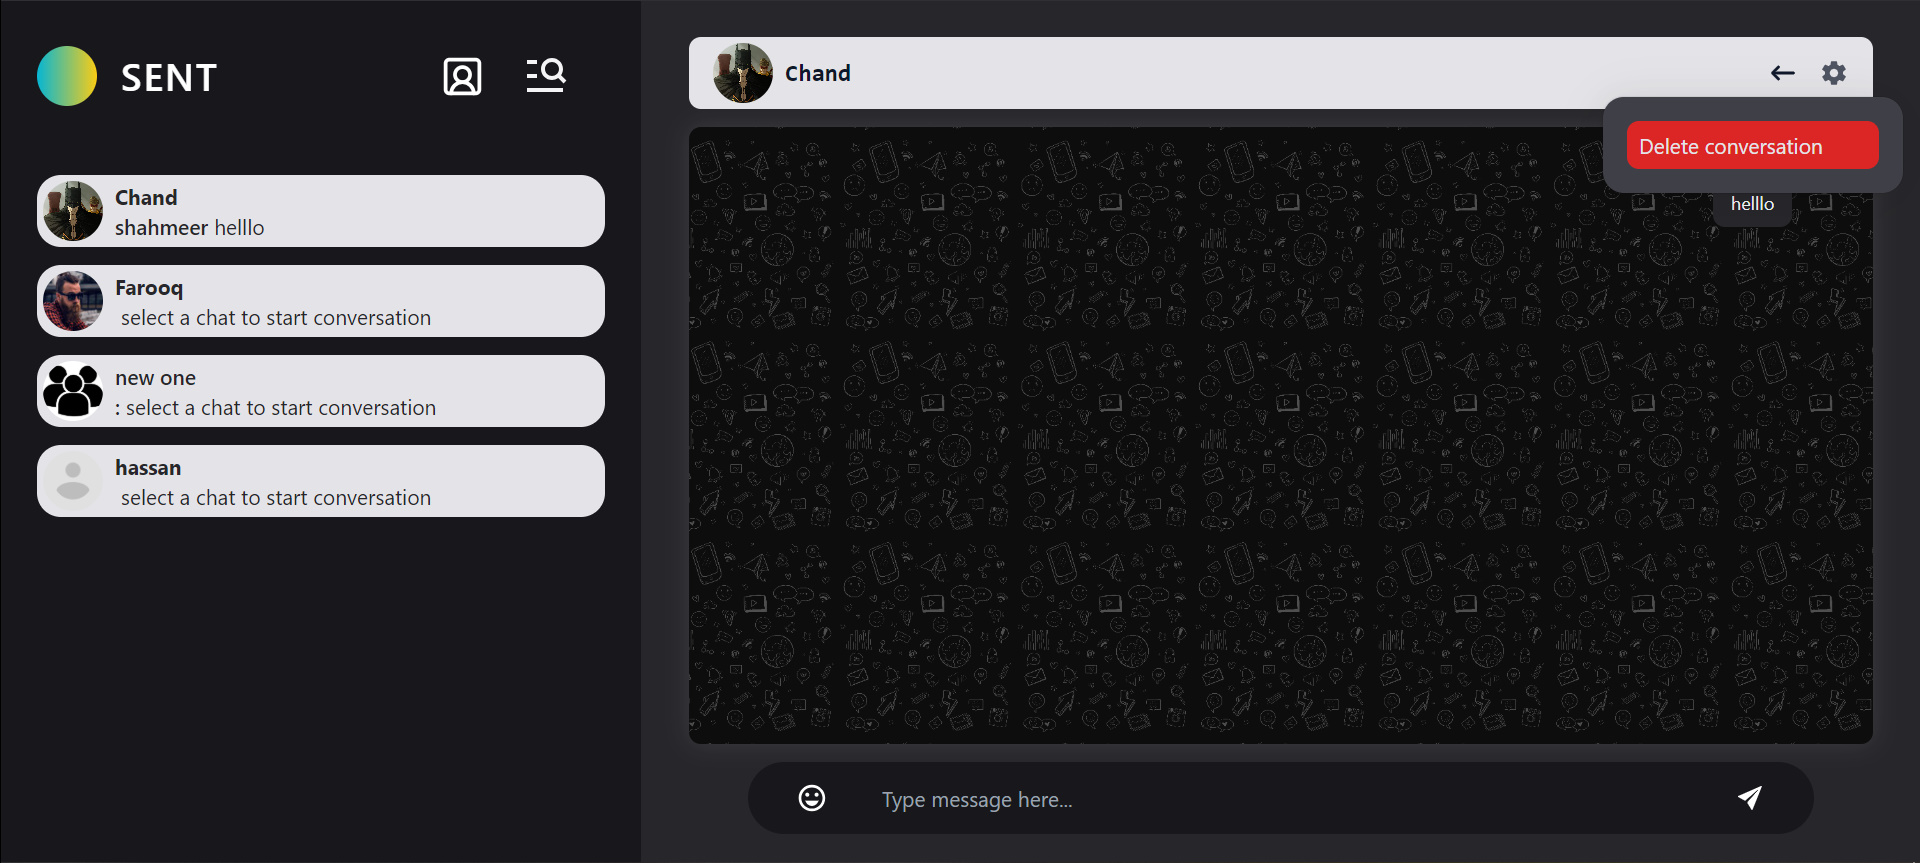 SENT
Chand
shahmeer helllo
Farooq
select a chat to start conversation
new one
: select a chat to start conversation
hassan
select a chat to start conversation
Chand
Delete conversation
helllo
Type message here...